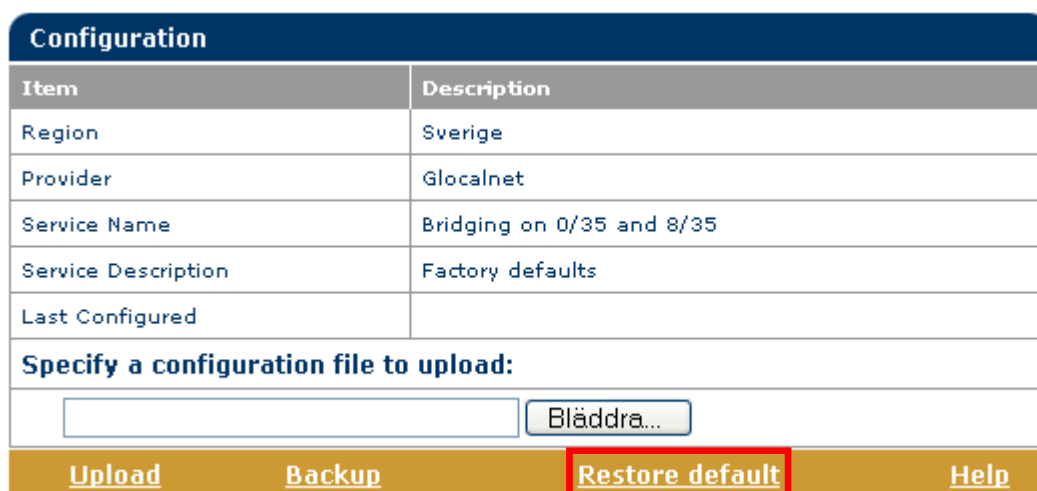 Configuration
Item Description
Region Sverige
Provider Glocalnet
Service Name Bridging on 0/35 and 8/35
Service Description Factory defaults
Last Configured
Specify a configuration file to upload:
Bläddra...
Upload Backup Restore default Help